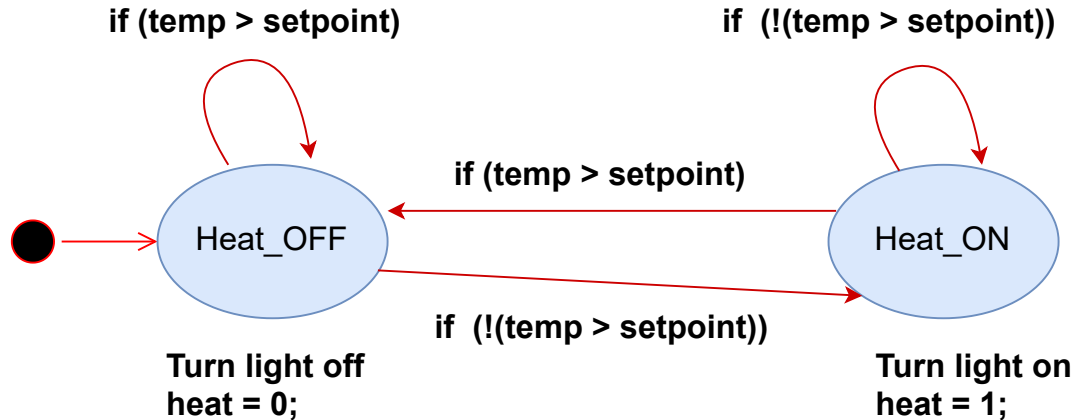 if (temp > setpoint)
if  (!(temp > setpoint))
if (temp > setpoint)
Heat_OFF
Heat_ON
if  (!(temp > setpoint))
Turn light off
heat = 0;
Turn light on
heat = 1;